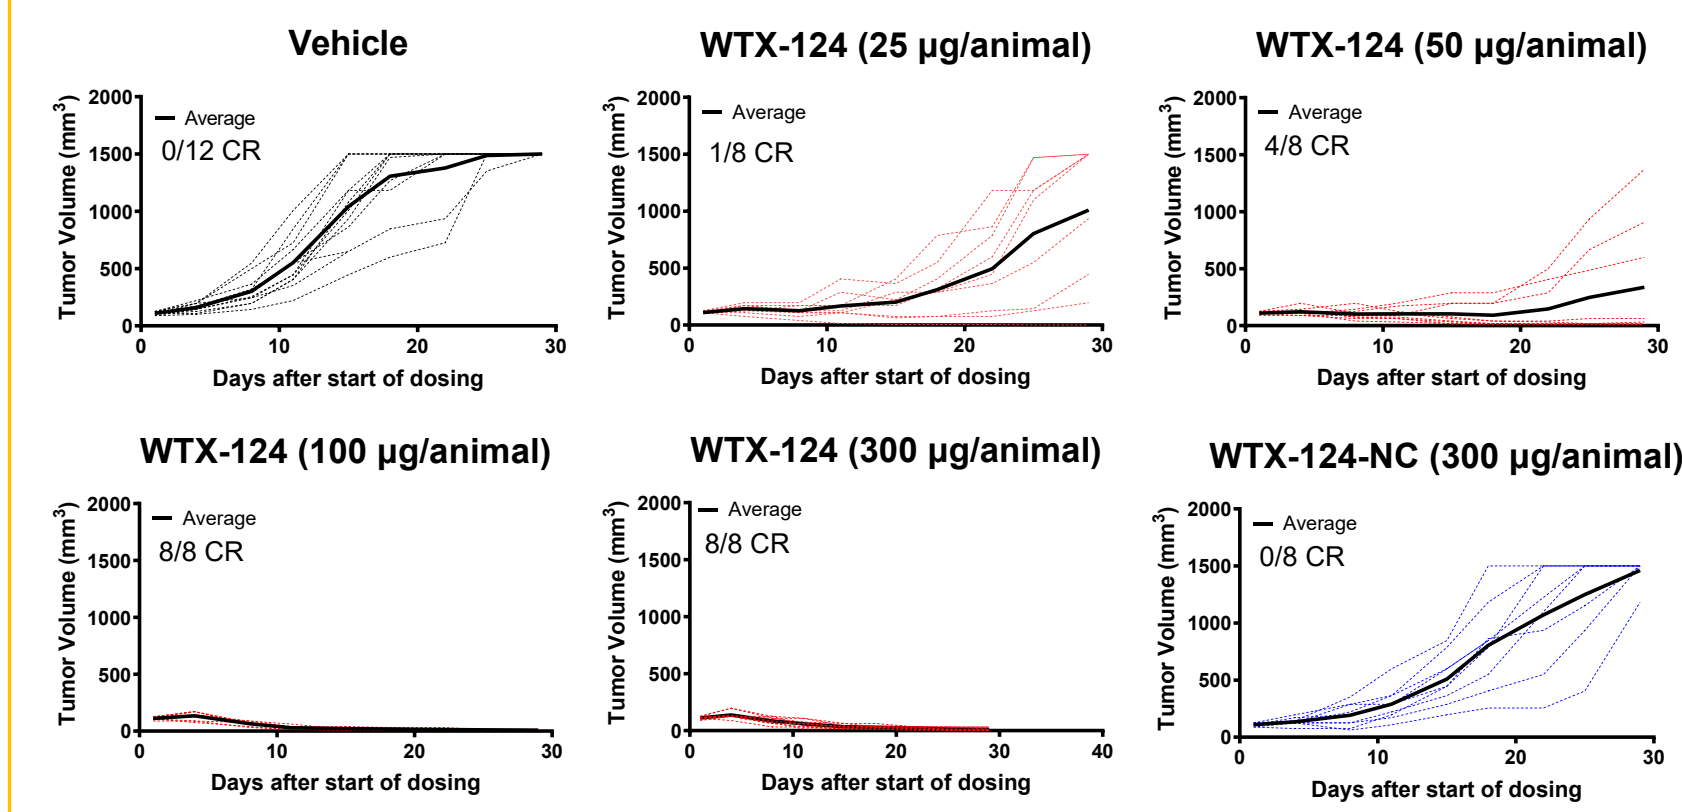 Vehicle
Tumor Volume (mm3)
2000
1500
1000
500
0
Average
0/12 CR
0 10 20 30
Days after start of dosing
WTX-124 (25 µg/animal)
Tumor Volume (mm3)
2000
1500
1000
500
0
Average
1/8 CR
0 10 20 30
Days after start of dosing
WTX-124 (50 µg/animal)
Tumor Volume (mm3)
2000
1500
1000
500
0
Average
4/8 CR
0 10 20 30
Days after start of dosing
WTX-124 (100 µg/animal)
Tumor Volume (mm3)
2000
1500
1000
500
0
Average
8/8 CR
0 10 20 30
Days after start of dosing
WTX-124 (300 µg/animal)
Tumor Volume (mm3)
2000
1500
1000
500
0
Average
8/8 CR
0 10 20 30 40
Days after start of dosing
WTX-124-NC (300 µg/animal)
Tumor Volume (mm3)
2000
1500
1000
500
0
Average
0/8 CR
0 10 20 30
Days after start of dosing